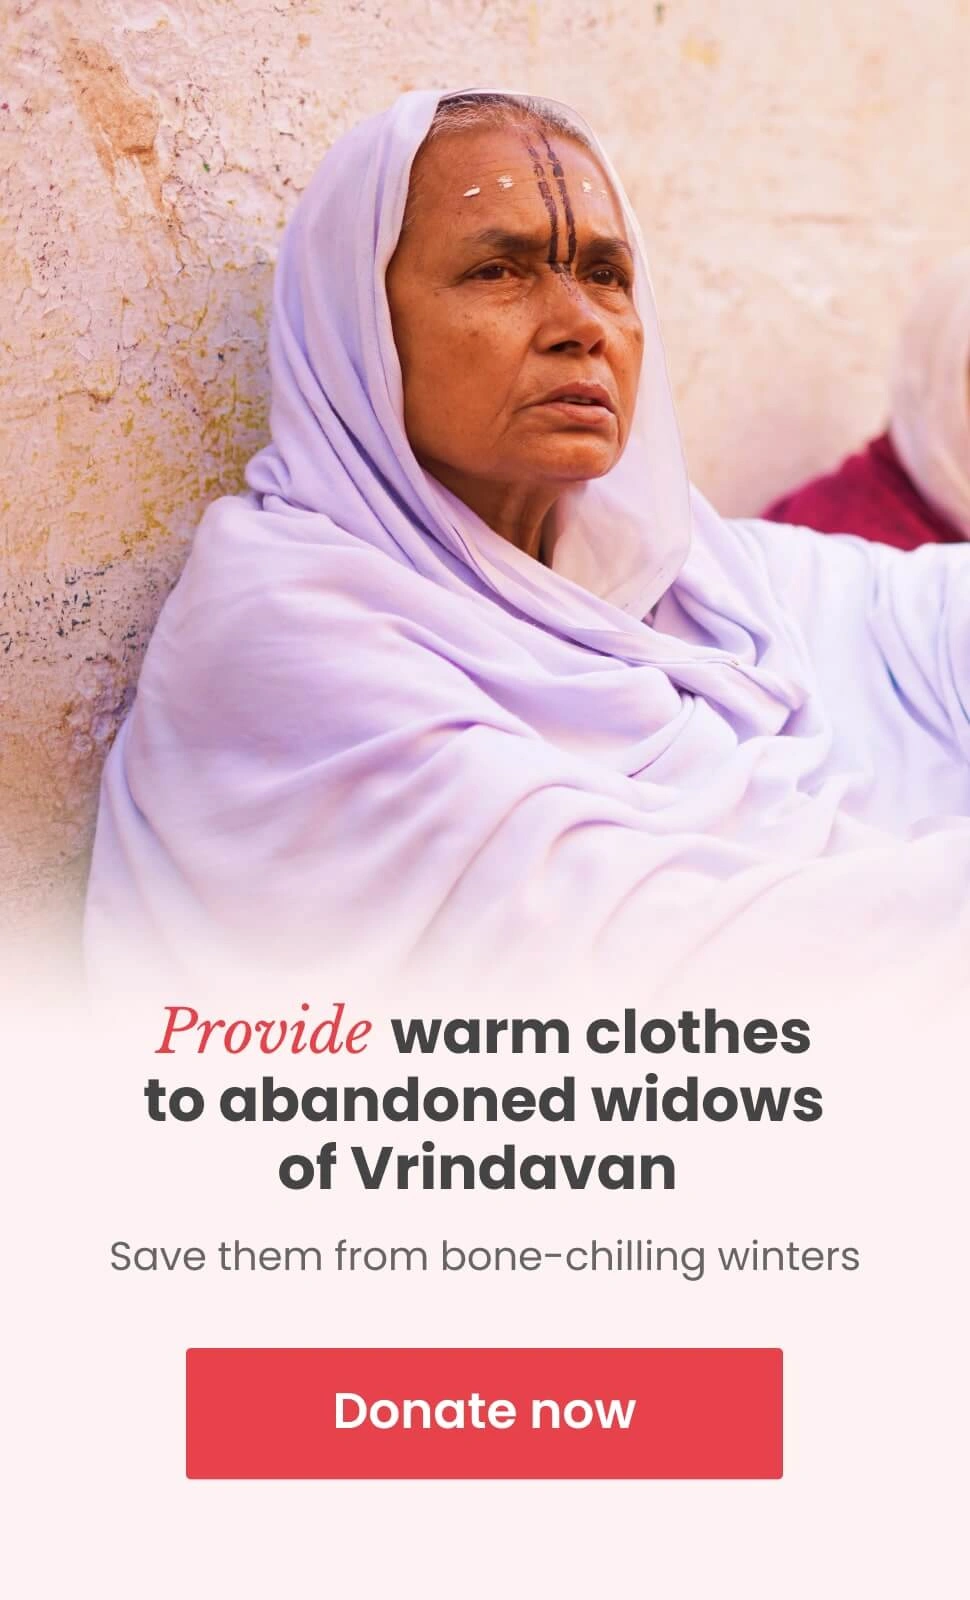 Provide warm clothes
to abandoned widows
of Vrindavan
Save them from bone-chilling winters
Donate now